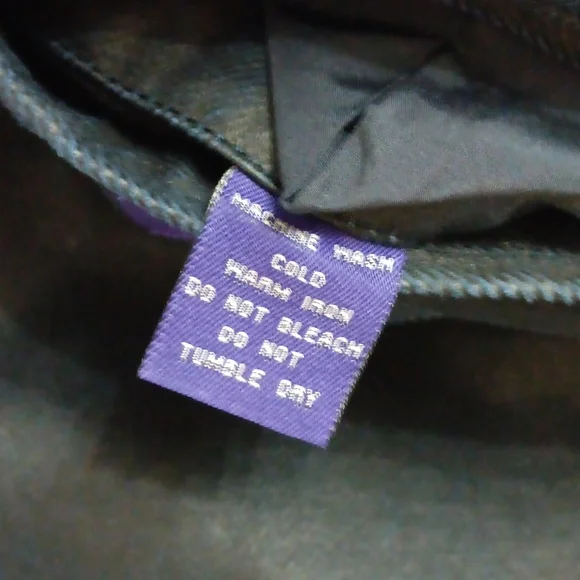 MACHINE WASH
COLD
WARM IRON
DO NOT BLEACH
DO NOT
TUMBLE DRY